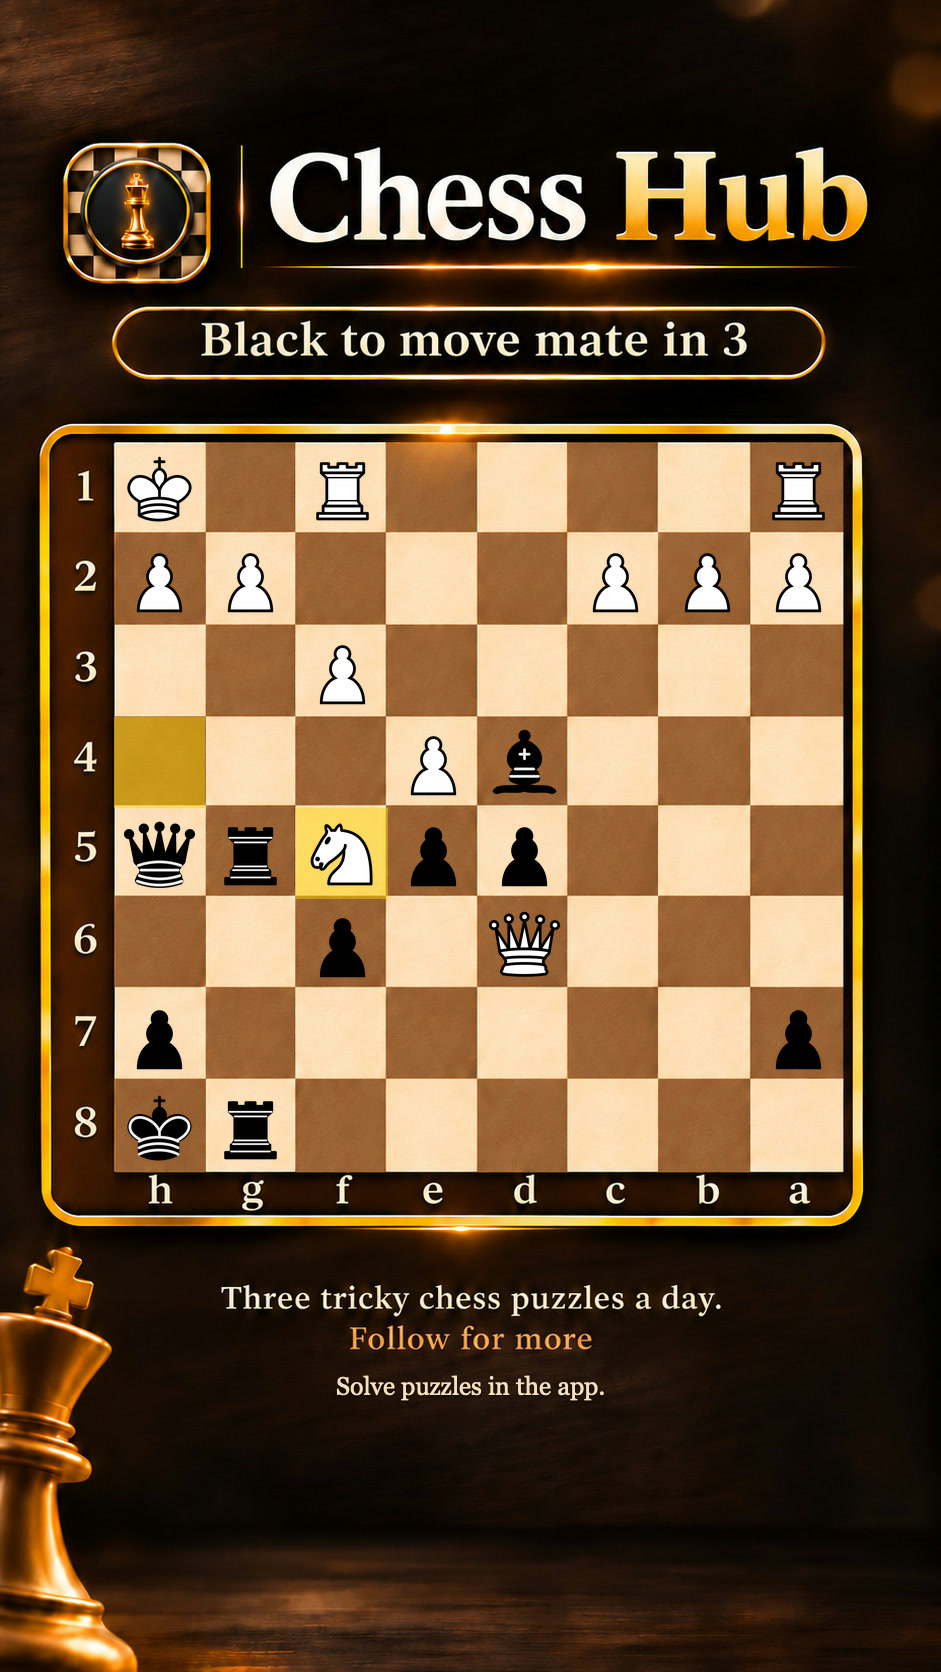 Chess Hub
Black to move mate in 3
1
2
3
4
5
6
7
8
h g f e d c b a
Three tricky chess puzzles a day.
Follow for more
Solve puzzles in the app.